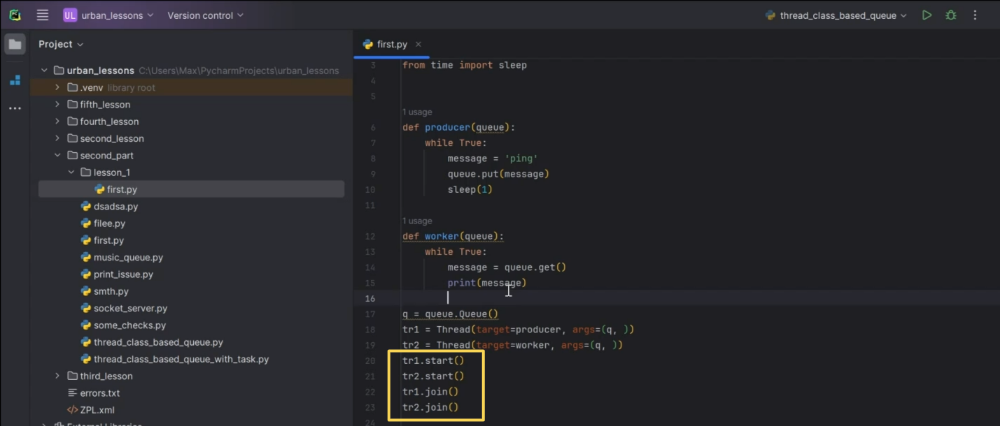 UL urban_lessons Version control
thread_class_based_queue
Project
first.py
urban_lessons C:\Users\Max\PycharmProjects\urban_lessons
.venv library root
fifth_lesson
fourth_lesson
second_lesson
second_part
lesson_1
first.py
dsadsa.py
filee.py
first.py
music_queue.py
print_issue.py
smth.py
socket_server.py
some_checks.py
thread_class_based_queue.py
thread_class_based_queue_with_task.py
third_lesson
errors.txt
ZPL.xml
External Libraries
3 from time import sleep
4
5
1 usage
6 def producer(queue):
7 while True:
8 message = 'ping'
9 queue.put(message)
10 sleep(1)
11
1 usage
12 def worker(queue):
13 while True:
14 message = queue.get()
15 print(message)
16
17 q = queue.Queue()
18 tr1 = Thread(target=producer, args=(q, ))
19 tr2 = Thread(target=worker, args=(q, ))
20 tr1.start()
21 tr2.start()
22 tr1.join()
23 tr2.join()
24